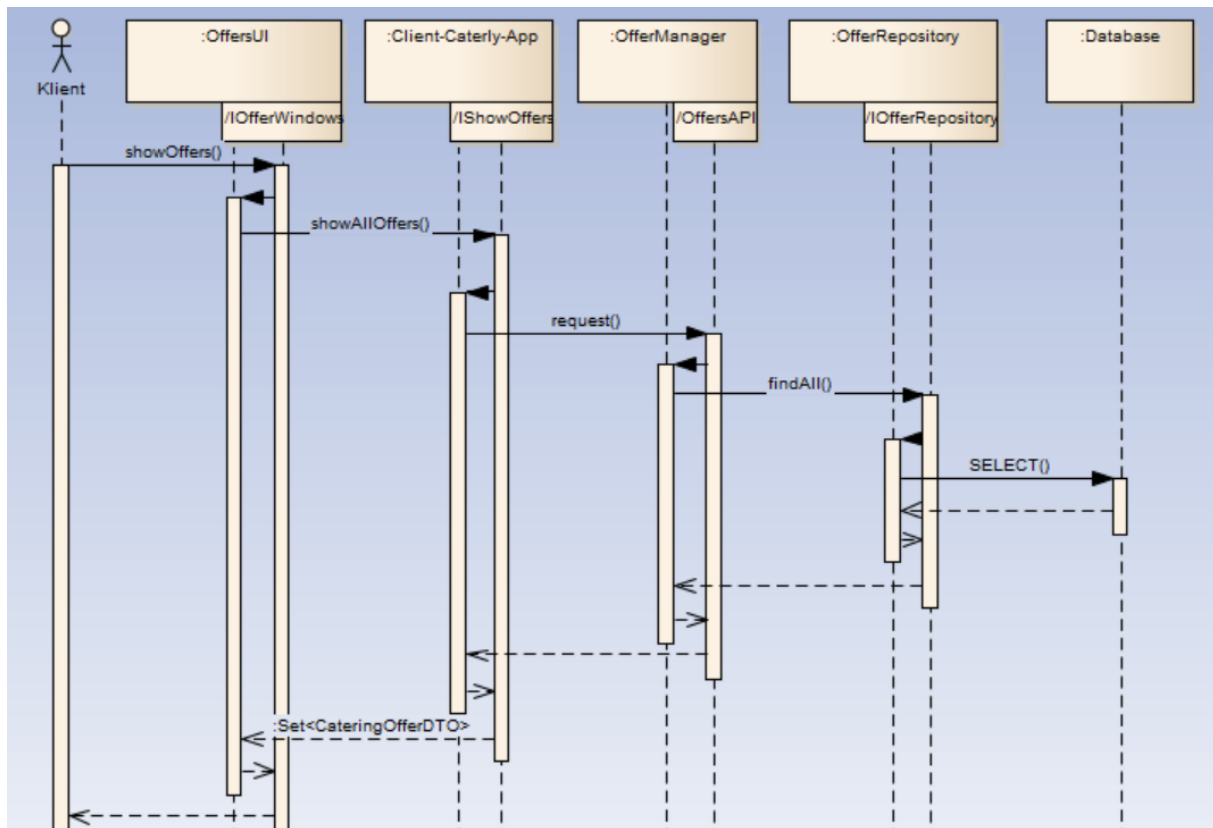 :OffersUI
:Client-Caterly-App
:OfferManager
:OfferRepository
:Database
Klient
/IOfferWindows
/IShowOffers
/OffersAPI
/IOfferRepository
showOffers()
showAllOffers()
request()
findAll()
SELECT()
:Set<CateringOfferDTO>